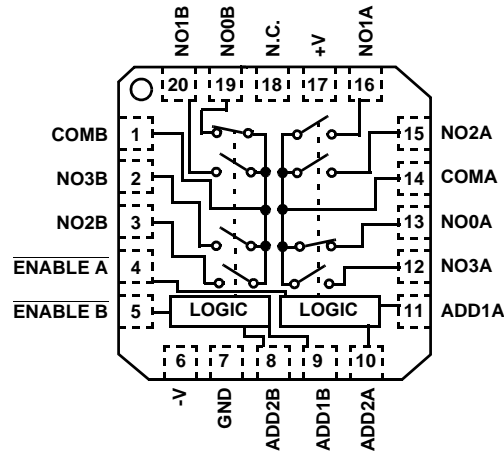 NO1B
NO0B
N.C.
+V
NO1A
20
19
18
17
16
COMB 1
15 NO2A
NO3B 2
14 COMA
NO2B 3
13 NO0A
ENABLE A 4
12 NO3A
ENABLE B 5
LOGIC
LOGIC
11 ADD1A
6
7
8
9
10
-V
GND
ADD2B
ADD1B
ADD2A